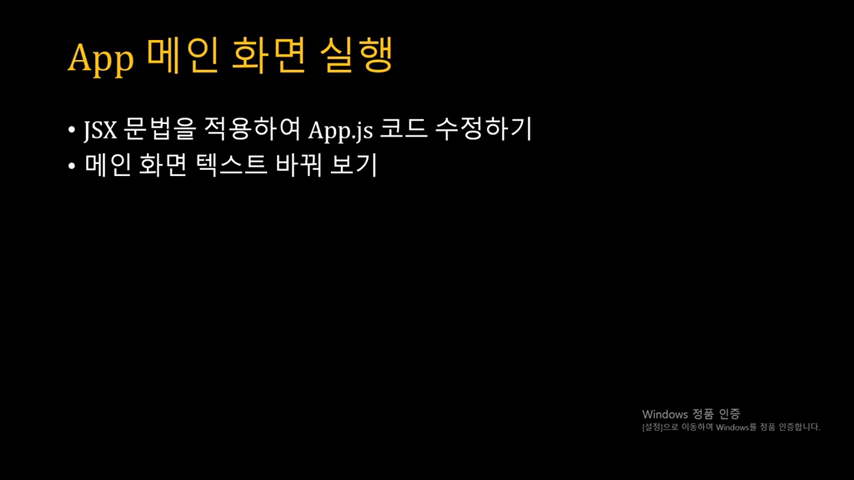 App 메인 화면 실행
• JSX 문법을 적용하여 App.js 코드 수정하기
• 메인 화면 텍스트 바꿔 보기
Windows 정품 인증
[설정]으로 이동하여 Windows를 정품 인증합니다.